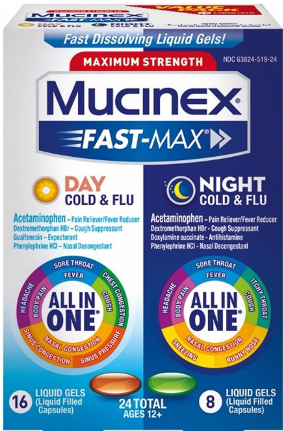 VALUE
Fast Dissolving Liquid Gels!
MAXIMUM STRENGTH
NDC 63824-519-24
Mucinex®
FAST-MAX®
DAY
COLD & FLU
Acetaminophen – Pain Reliever/Fever Reducer
Dextromethorphan HBr – Cough Suppressant
Guaifenesin – Expectorant
Phenylephrine HCl – Nasal Decongestant
NIGHT
COLD & FLU
Acetaminophen – Pain Reliever/Fever Reducer
Dextromethorphan HBr – Cough Suppressant
Doxylamine succinate – Antihistamine
Phenylephrine HCl – Nasal Decongestant
SORE THROAT
FEVER
HEADACHE
BODY PAIN
CHEST CONGESTION
COUGH
ALL IN
ONE*
NASAL CONGESTION
SINUS CONGESTION
SINUS PRESSURE
SORE THROAT
FEVER
HEADACHE
BODY PAIN
ITCHY THROAT
COUGH
ALL IN
ONE*
NASAL CONGESTION
SNEEZING
RUNNY NOSE
16
LIQUID GELS
(Liquid Filled
Capsules)
24 TOTAL
AGES 12+
8
LIQUID GELS
(Liquid Filled
Capsules)